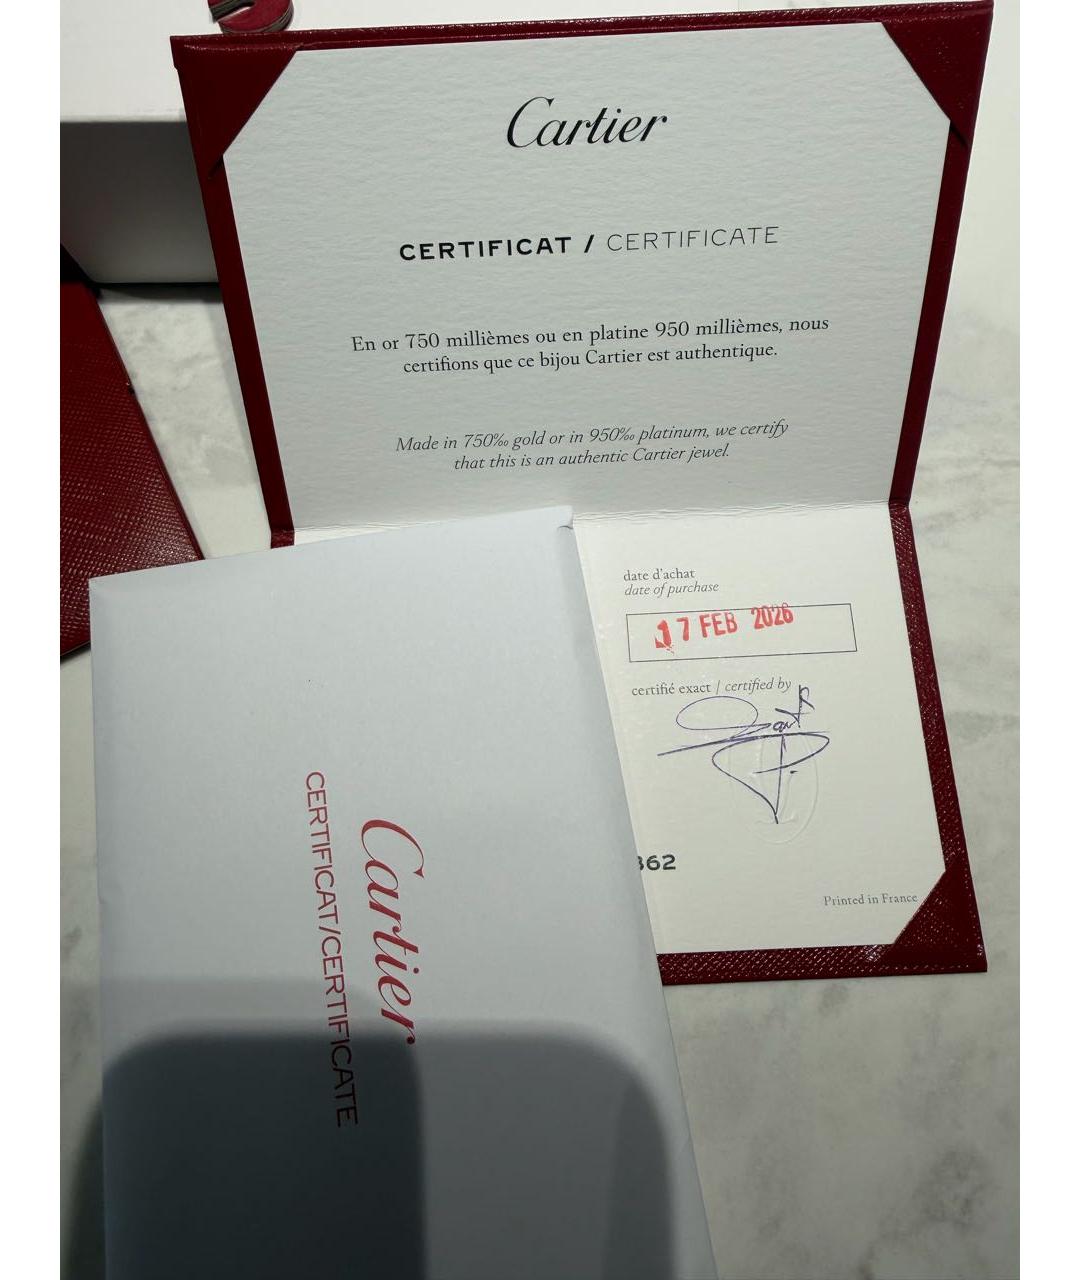 Cartier
CERTIFICAT / CERTIFICATE
En or 750 millièmes ou en platine 950 millièmes, nous
certifions que ce bijou Cartier est authentique.
Made in 750‰ gold or in 950‰ platinum, we certify
that this is an authentic Cartier jewel.
date d'achat
date of purchase
17 FEB 2026
certifié exact / certified by
362
Printed in France
Cartier
CERTIFICAT/CERTIFICATE